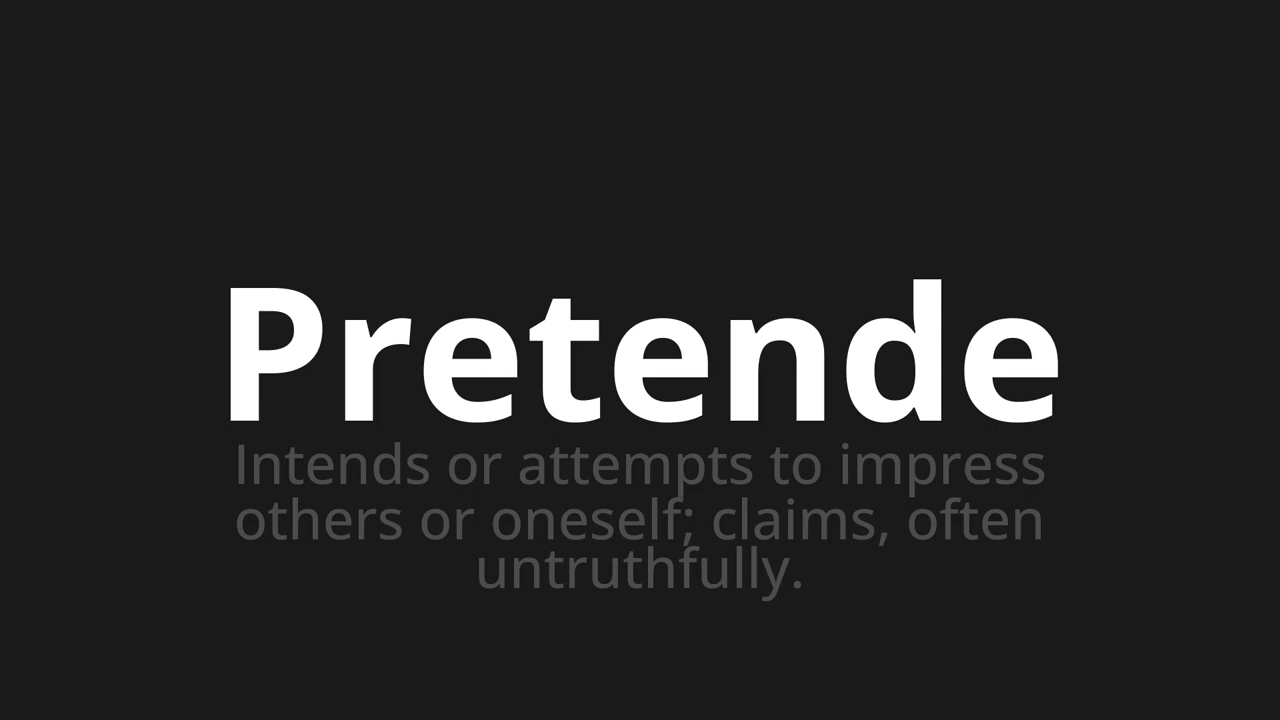 Pretende
Intends or attempts to impress
others or oneself; claims, often
untruthfully.